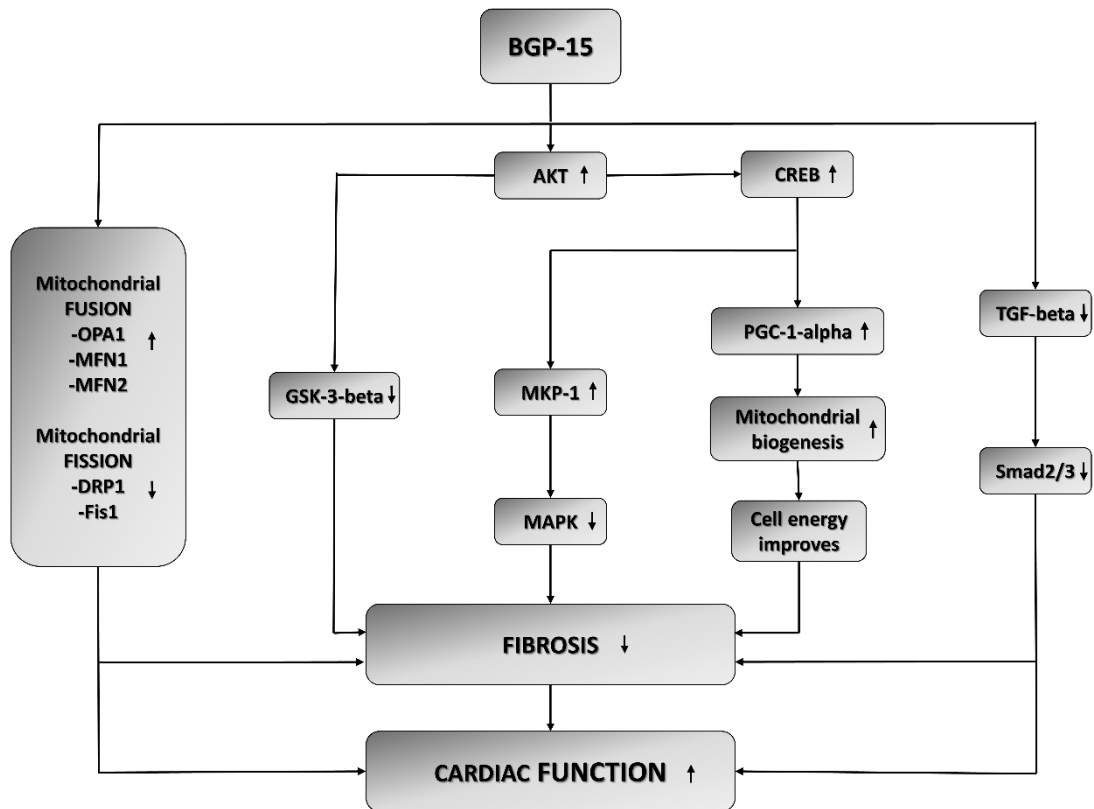 BGP-15
AKT ↑
CREB ↑
Mitochondrial
FUSION
-OPA1 ↑
-MFN1
-MFN2
Mitochondrial
FISSION
-DRP1 ↓
-Fis1
GSK-3-beta ↓
MKP-1 ↑
MAPK ↓
PGC-1-alpha ↑
Mitochondrial
biogenesis ↑
Cell energy
improves
TGF-beta ↓
Smad2/3 ↓
FIBROSIS ↓
CARDIAC FUNCTION ↑